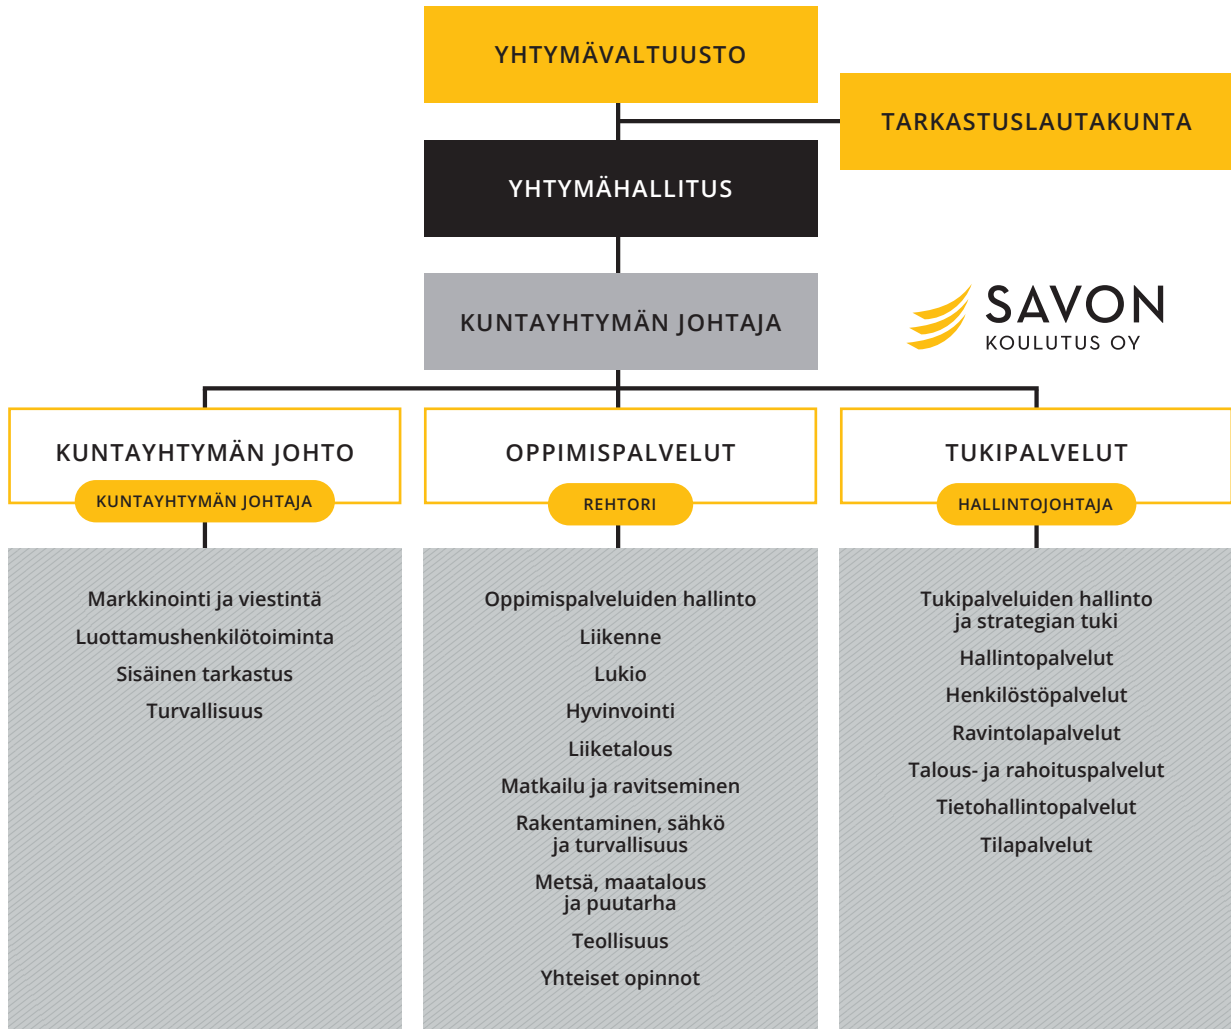 YHTYMÄVALTUUSTO
TARKASTUSLAUTAKUNTA
YHTYMÄHALLITUS
KUNTAYHTYMÄN JOHTAJA
SAVON
KOULUTUS OY
KUNTAYHTYMÄN JOHTO
KUNTAYHTYMÄN JOHTAJA
Markkinointi ja viestintä
Luottamushenkilötoiminta
Sisäinen tarkastus
Turvallisuus
OPPIMISPALVELUT
REHTORI
Oppimispalveluiden hallinto
Liikenne
Lukio
Hyvinvointi
Liiketalous
Matkailu ja ravitseminen
Rakentaminen, sähkö
ja turvallisuus
Metsä, maatalous
ja puutarha
Teollisuus
Yhteiset opinnot
TUKIPALVELUT
HALLINTOJOHTAJA
Tukipalveluiden hallinto
ja strategian tuki
Hallintopalvelut
Henkilöstöpalvelut
Ravintolapalvelut
Talous- ja rahoituspalvelut
Tietohallintopalvelut
Tilapalvelut